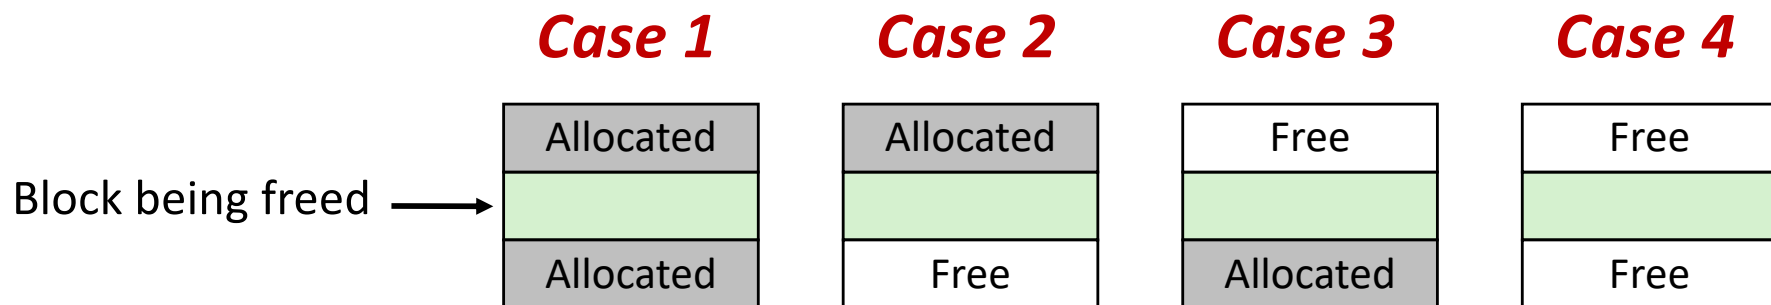 Case 1 Case 2 Case 3 Case 4
Allocated Allocated Free Free
Block being freed
Allocated Free Allocated Free